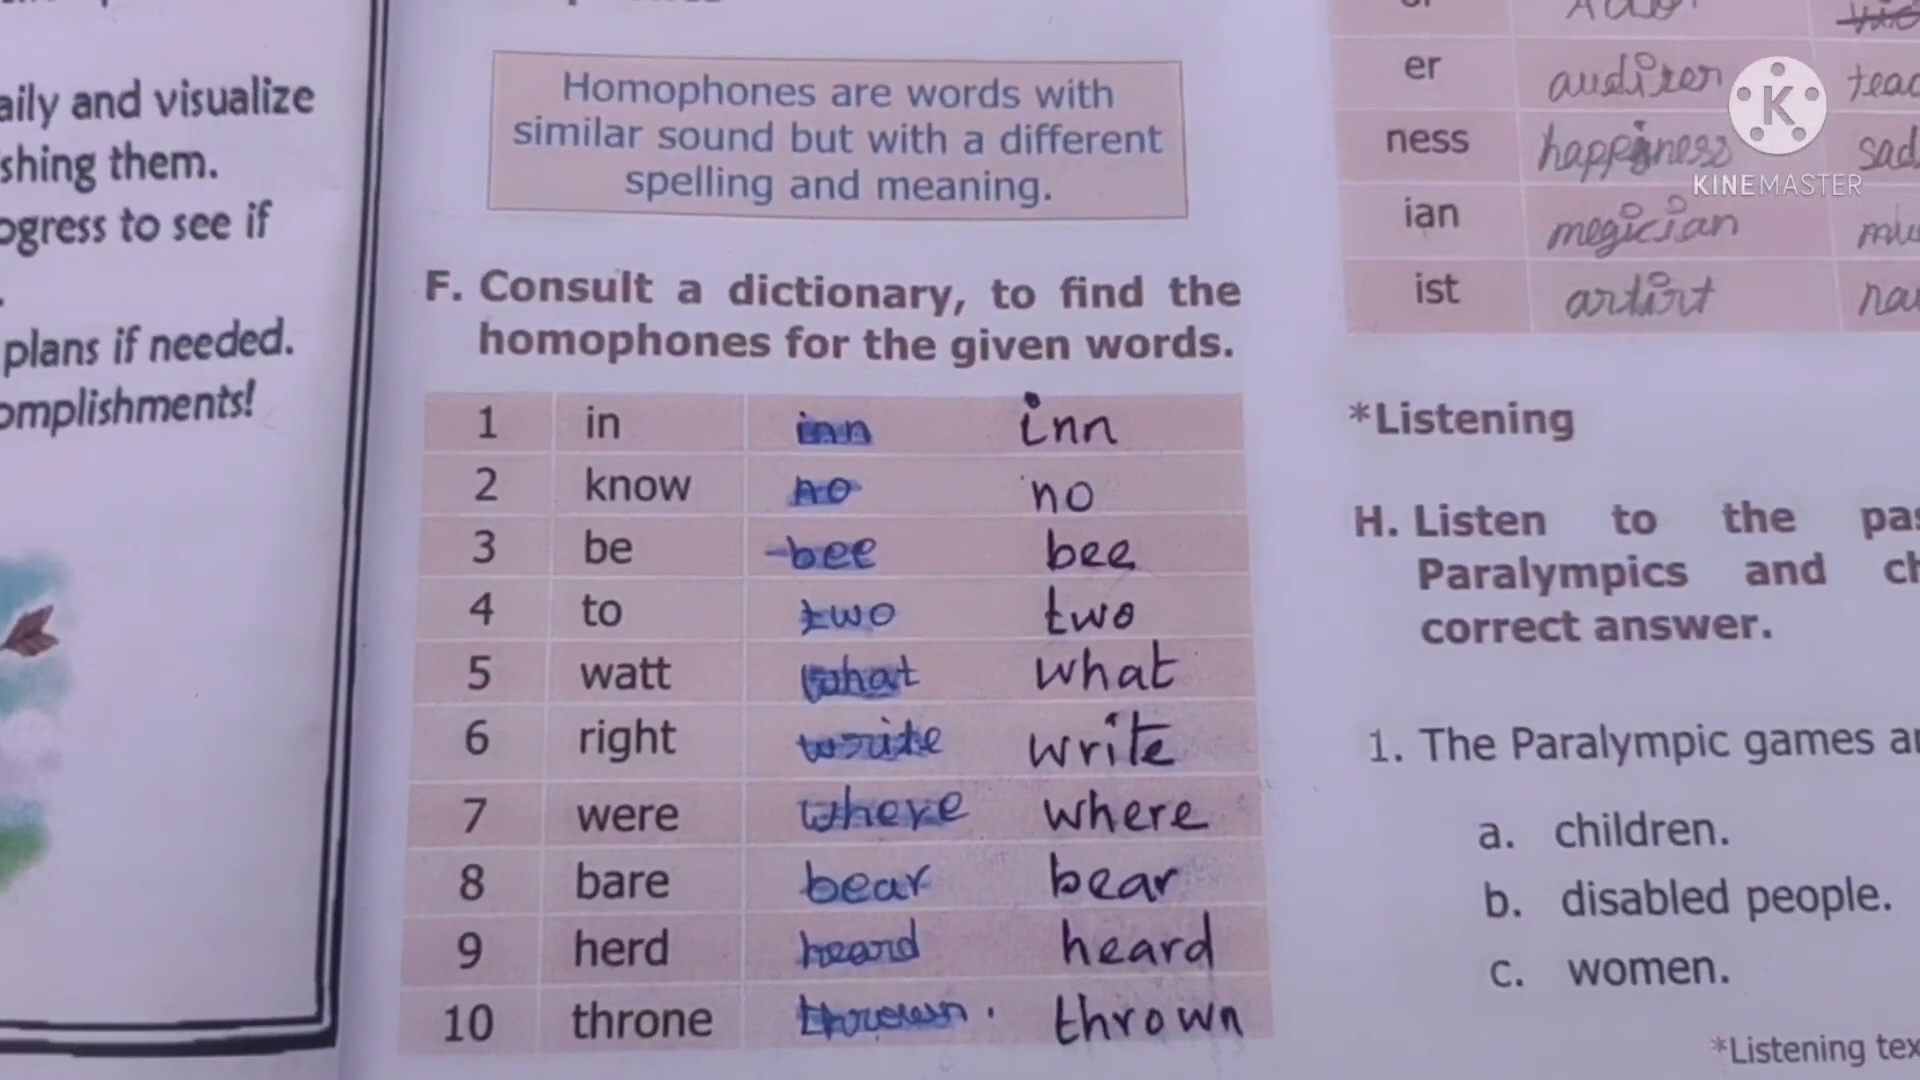 aily and visualize
shing them.
ogress to see if
plans if needed.
omplishments!
Homophones are words with
similar sound but with a different
spelling and meaning.
F. Consult a dictionary, to find the
homophones for the given words.
1 in inn inn
2 know no no
3 be bee bee
4 to two two
5 watt what what
6 right write write
7 were where where
8 bare bear bear
9 herd heard heard
10 throne thrown. thrown
er
ness happiness sad
ian megician
ist artist
KINEMASTER
*Listening
H. Listen to the pas
Paralympics and ch
correct answer.
1. The Paralympic games ar
a. children.
b. disabled people.
c. women.
*Listening tex